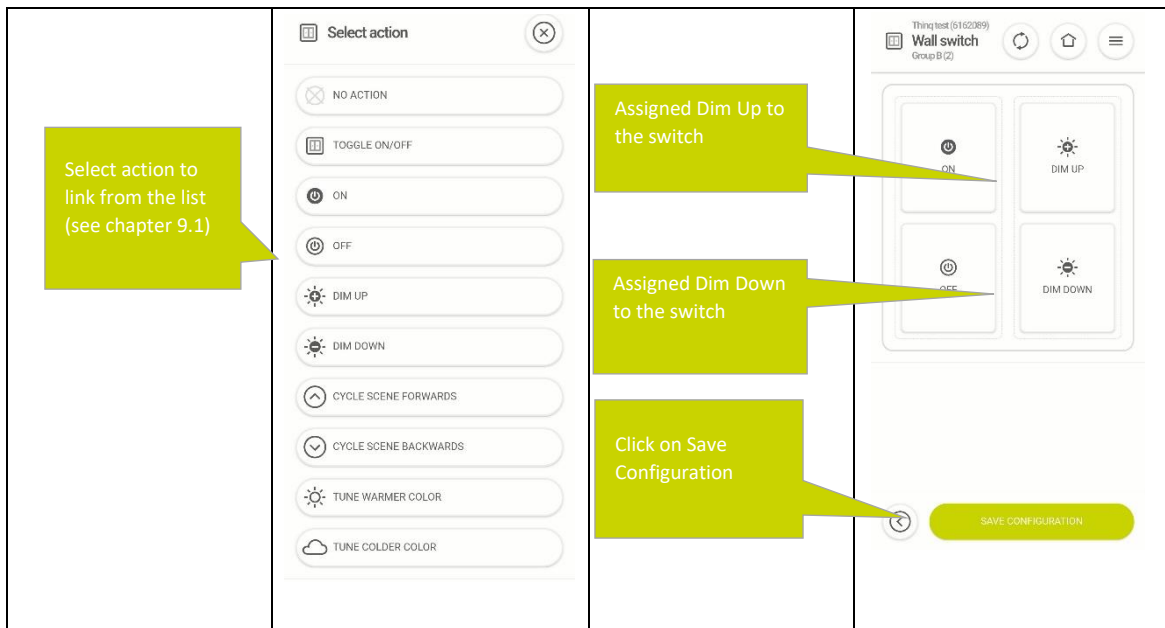 Select action to
link from the list
(see chapter 9.1)
Select action
NO ACTION
TOGGLE ON/OFF
ON
OFF
DIM UP
DIM DOWN
CYCLE SCENE FORWARDS
CYCLE SCENE BACKWARDS
TUNE WARMER COLOR
TUNE COLDER COLOR
Assigned Dim Up to
the switch
Assigned Dim Down
to the switch
Click on Save
Configuration
Thinq test (6162089)
Wall switch
Group B (2)
ON
DIM UP
OFF
DIM DOWN
SAVE CONFIGURATION